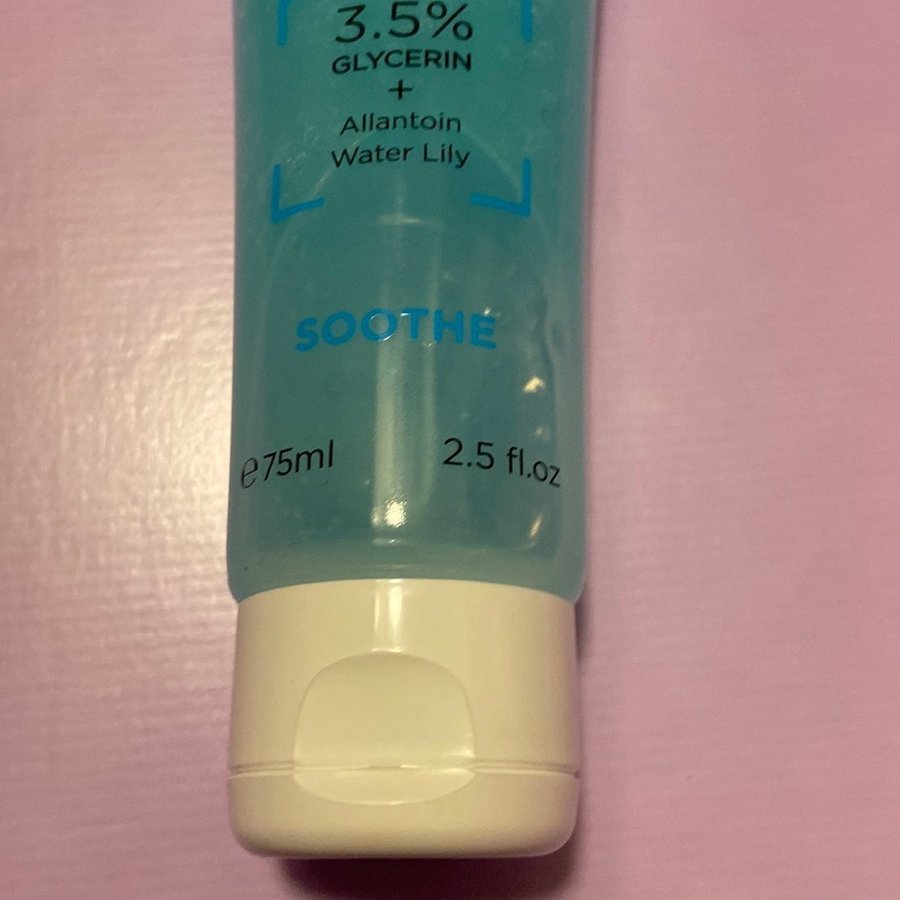 3.5%
GLYCERIN
+
Allantoin
Water Lily
SOOTHE
℮75ml 2.5 fl.oz